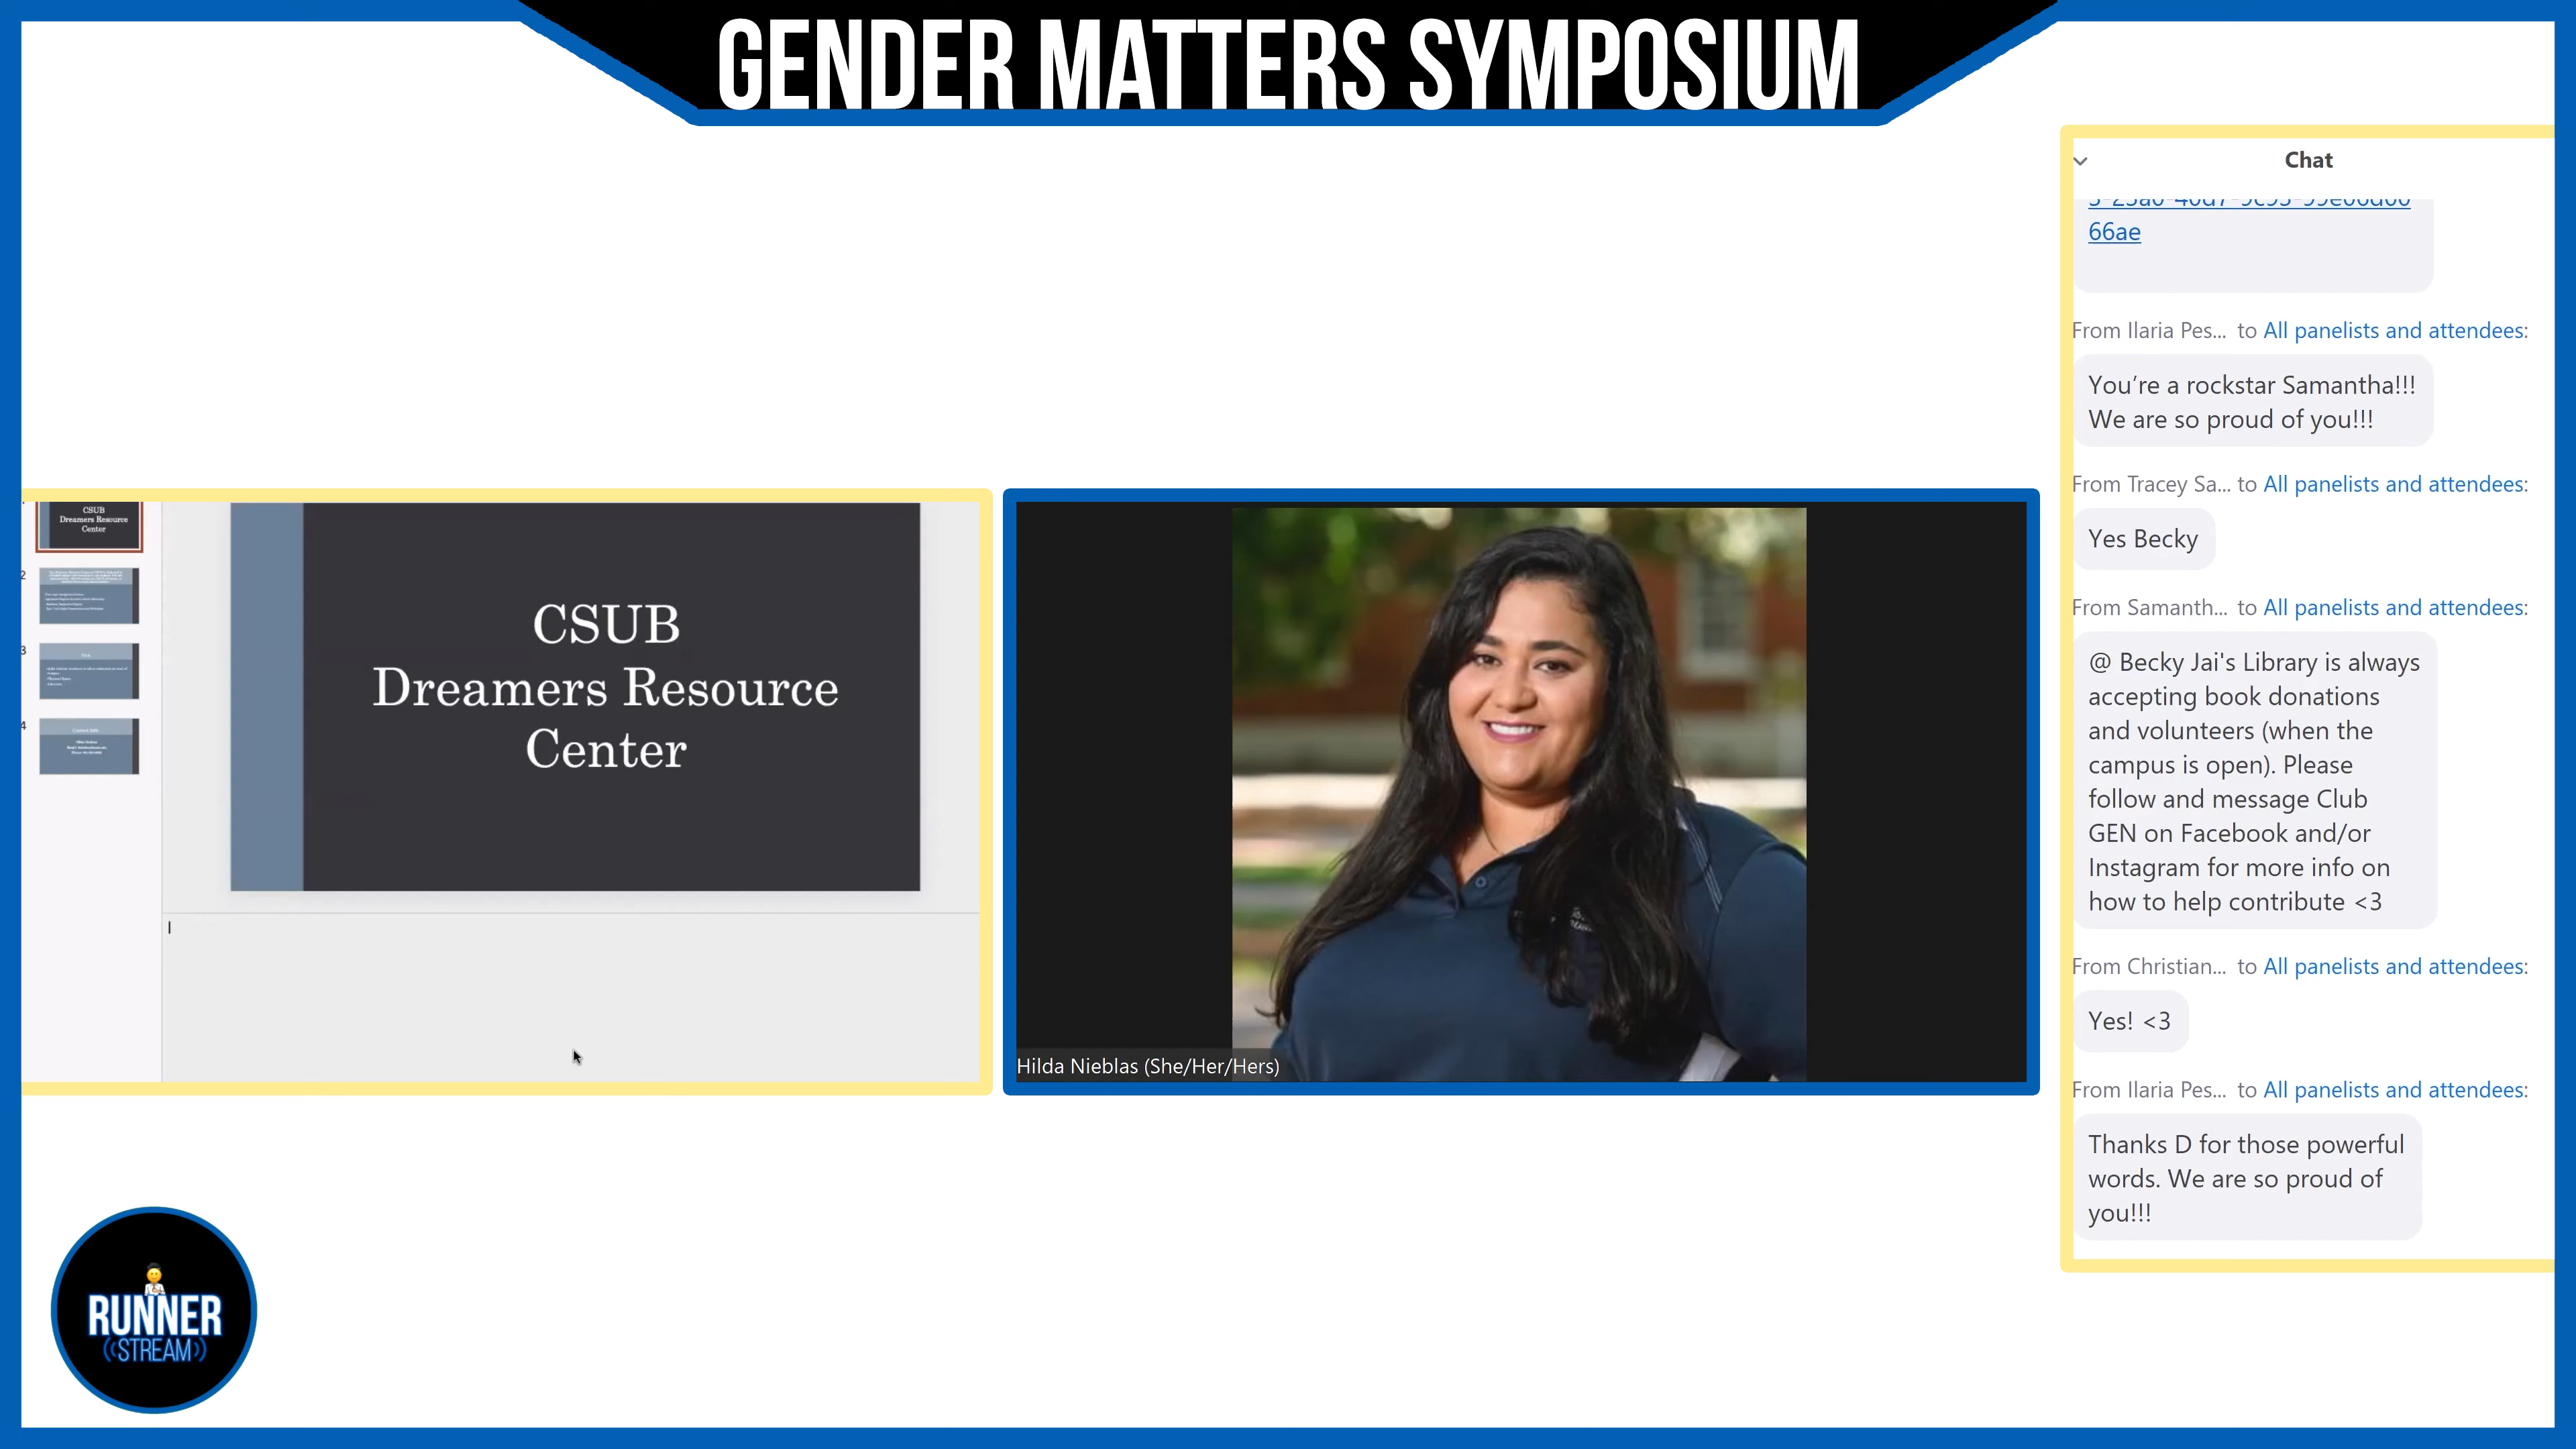 GENDER MATTERS SYMPOSIUM
CSUB
Dreamers Resource
Center
2
3
4
CSUB
Dreamers Resource
Center
Hilda Nieblas (She/Her/Hers)
Chat
66ae
From Ilaria Pes... to All panelists and attendees:
You’re a rockstar Samantha!!!
We are so proud of you!!!
From Tracey Sa... to All panelists and attendees:
Yes Becky
From Samanth... to All panelists and attendees:
@ Becky Jai's Library is always
accepting book donations
and volunteers (when the
campus is open). Please
follow and message Club
GEN on Facebook and/or
Instagram for more info on
how to help contribute <3
From Christian... to All panelists and attendees:
Yes! <3
From Ilaria Pes... to All panelists and attendees:
Thanks D for those powerful
words. We are so proud of
you!!!
RUNNER
((STREAM))